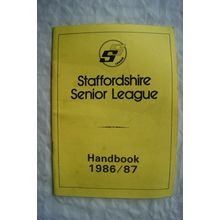 Staffordshire
Senior League
Handbook
1986/87